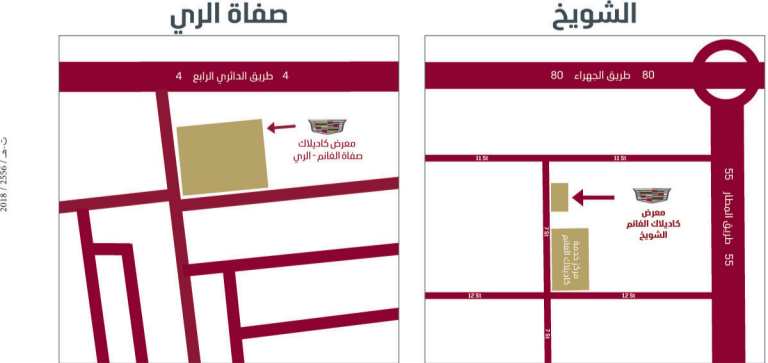 الشويخ
80 طريق الجهراء 80
11 St
11 St
معرض
كاديلاك الغانم
الشويخ
7 St
مركز خدمة
كاديلاك الغانم
55 طريق المطار 55
12 St
12 St
7 St
صفاة الري
4 طريق الدائري الرابع 4
معرض كاديلاك
صفاة الغانم - الري
ت.هـ / 2556 / 2018